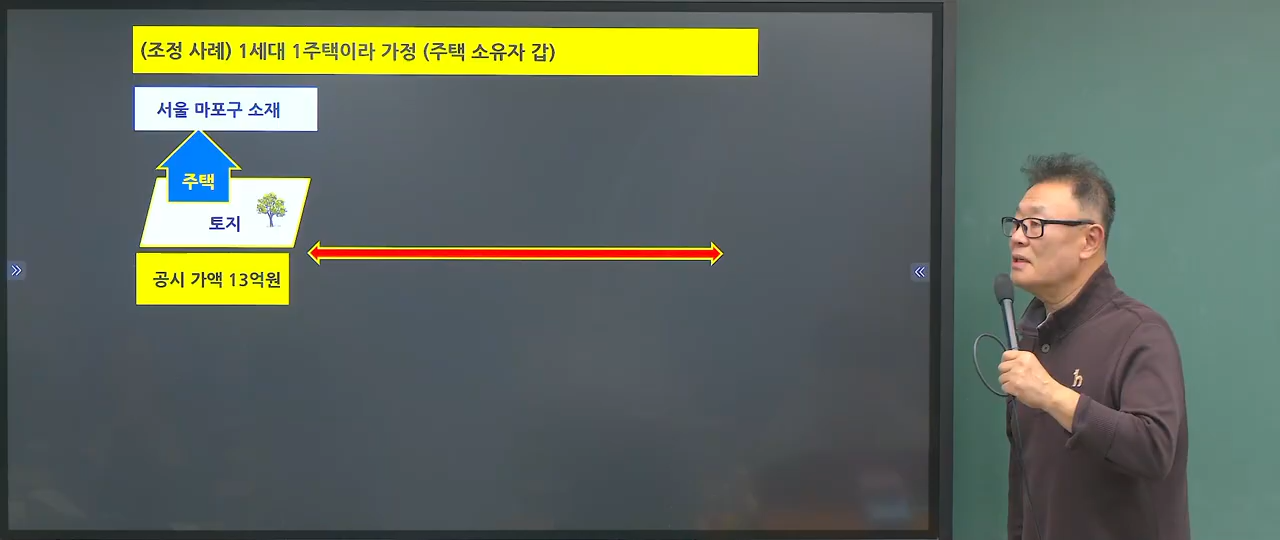 (조정 사례) 1세대 1주택이라 가정 (주택 소유자 갑)
서울 마포구 소재
주택
토지
공시 가액 13억원